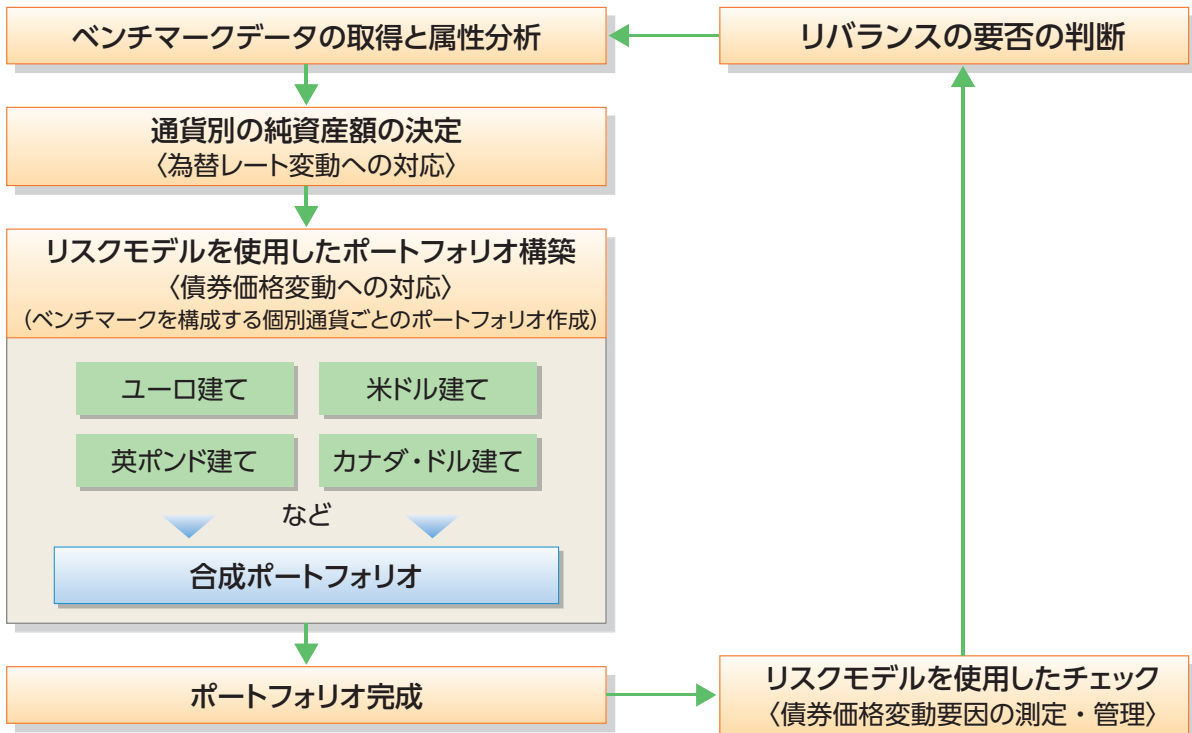 ベンチマークデータの取得と属性分析
リバランスの要否の判断
通貨別の純資産額の決定
〈為替レート変動への対応〉
リスクモデルを使用したポートフォリオ構築
〈債券価格変動への対応〉
(ベンチマークを構成する個別通貨ごとのポートフォリオ作成)
ユーロ建て
米ドル建て
英ポンド建て
カナダ・ドル建て
など
合成ポートフォリオ
ポートフォリオ完成
リスクモデルを使用したチェック
〈債券価格変動要因の測定・管理〉